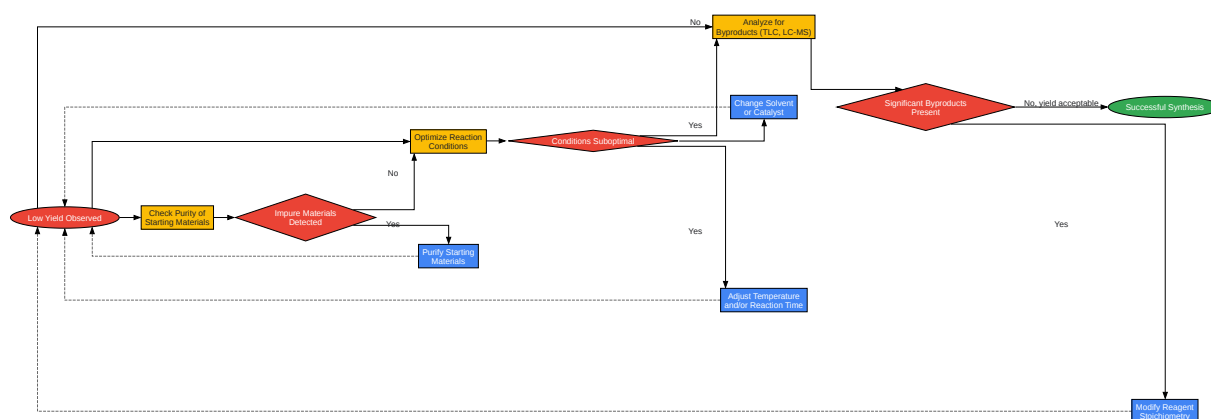 No
Analyze for
Byproducts (TLC, LC-MS)
Change Solvent
or Catalyst
Significant Byproducts
Present
No, yield acceptable
Successful Synthesis
Yes
Optimize Reaction
Conditions
Conditions Suboptimal
No
Low Yield Observed
Check Purity of
Starting Materials
Impure Materials
Detected
Yes
Yes
Yes
Purify Starting
Materials
Adjust Temperature
and/or Reaction Time
Modify Reagent
Stoichiometry